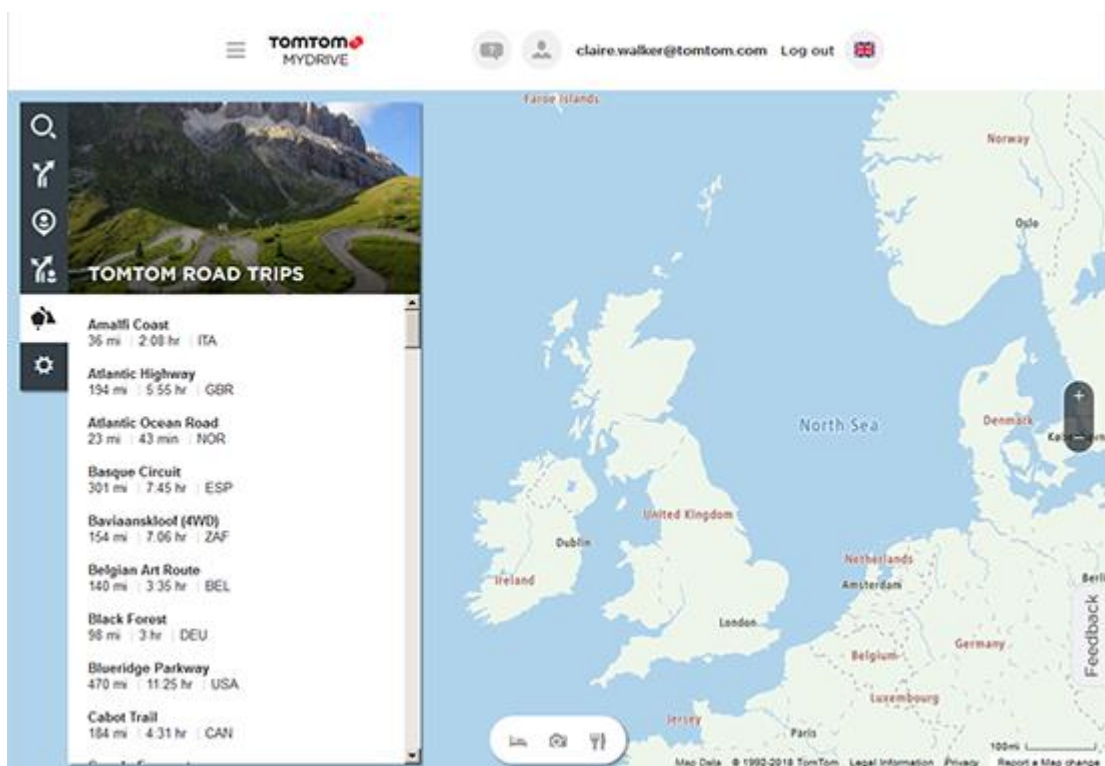 TOMTOM
MYDRIVE
claire.walker@tomtom.com Log out
TOMTOM ROAD TRIPS
Amalfi Coast
36 mi 2:08 hr ITA
Atlantic Highway
194 mi 5:55 hr GBR
Atlantic Ocean Road
23 mi 43 min NOR
Basque Circuit
301 mi 7:45 hr ESP
Baviaanskloof (4WD)
154 mi 7:06 hr ZAF
Belgian Art Route
140 mi 3:35 hr BEL
Black Forest
98 mi 3 hr DEU
Blueridge Parkway
470 mi 11:25 hr USA
Cabot Trail
184 mi 4:31 hr CAN
Faroe Islands
Norway
Oslo
North Sea
Denmark
United Kingdom
Dublin
Ireland
Netherlands
Amsterdam
London
Belgium
Germany
Luxembourg
Jersey
Paris
Feedback
100mi
Map Data © 1992-2018 TomTom Legal Information Privacy Report a Map change